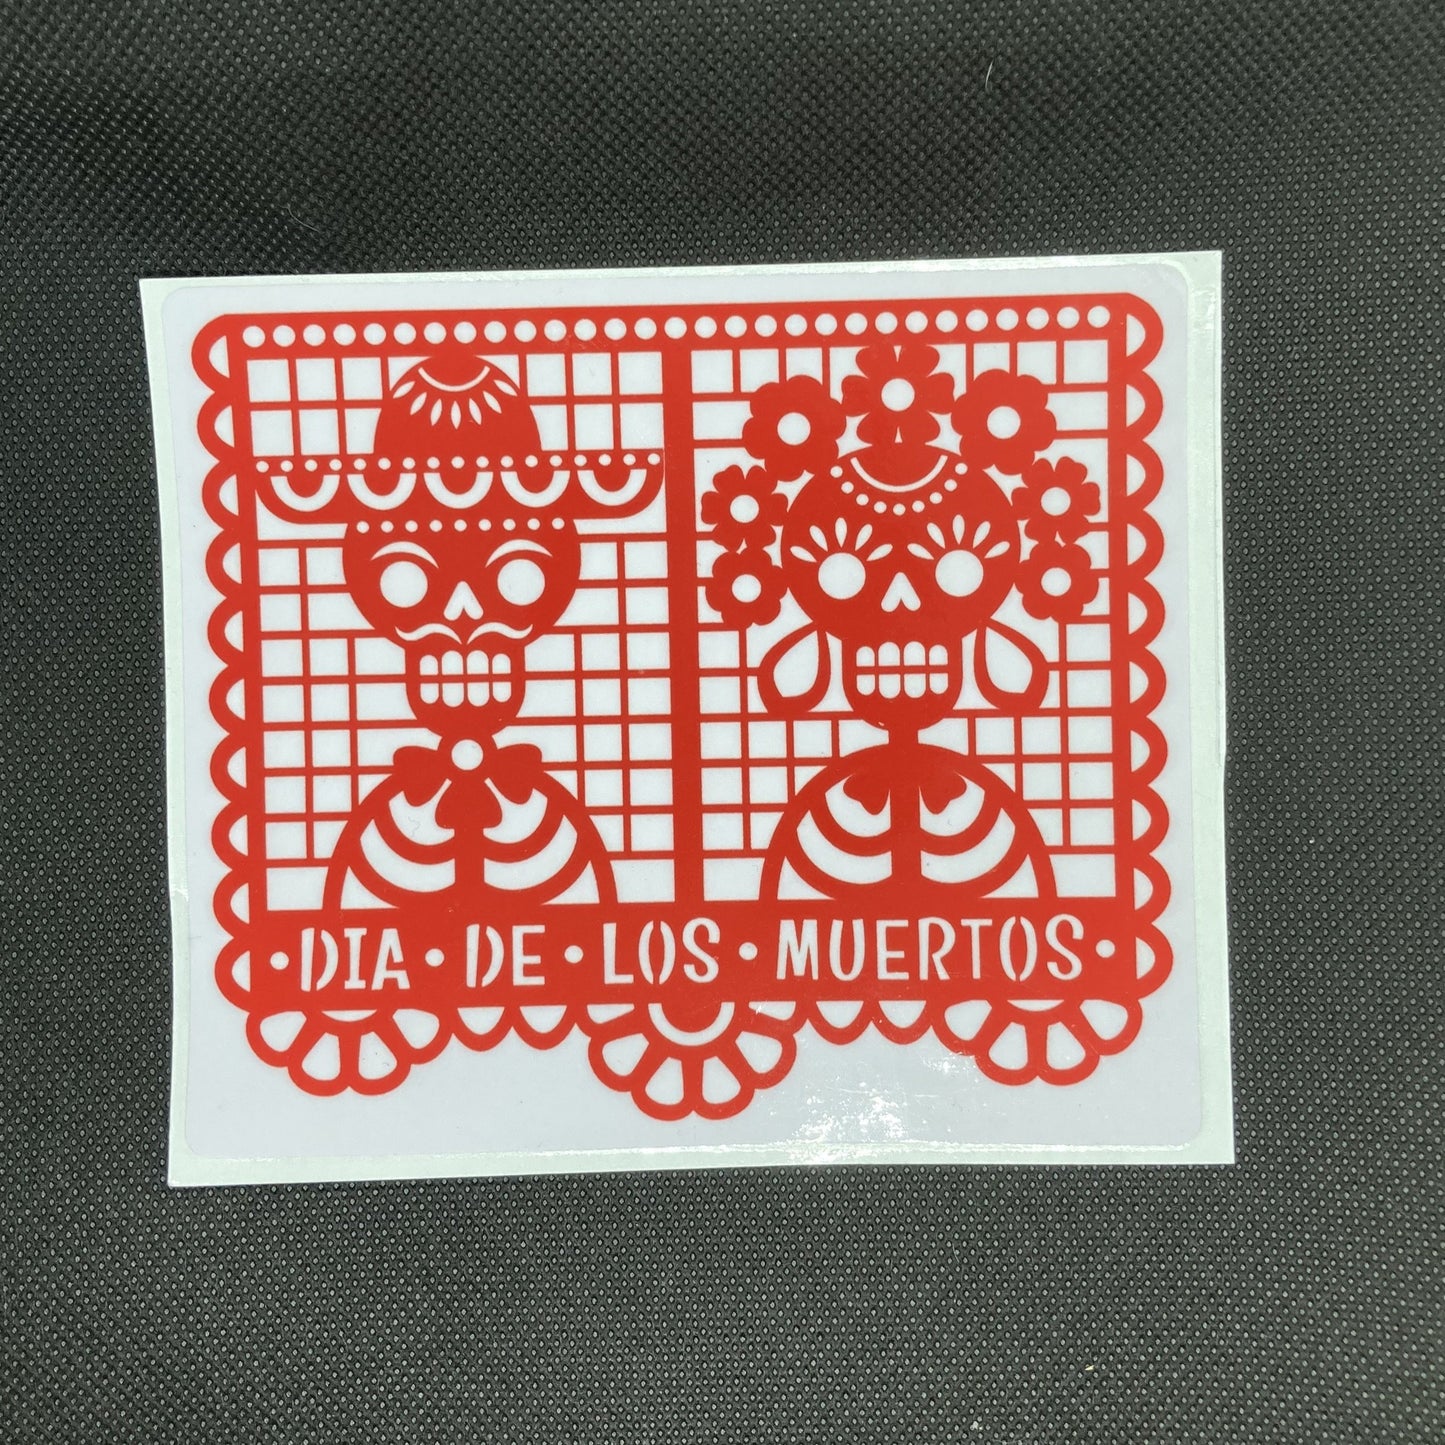 • DIA • DE • LOS • MUERTOS •